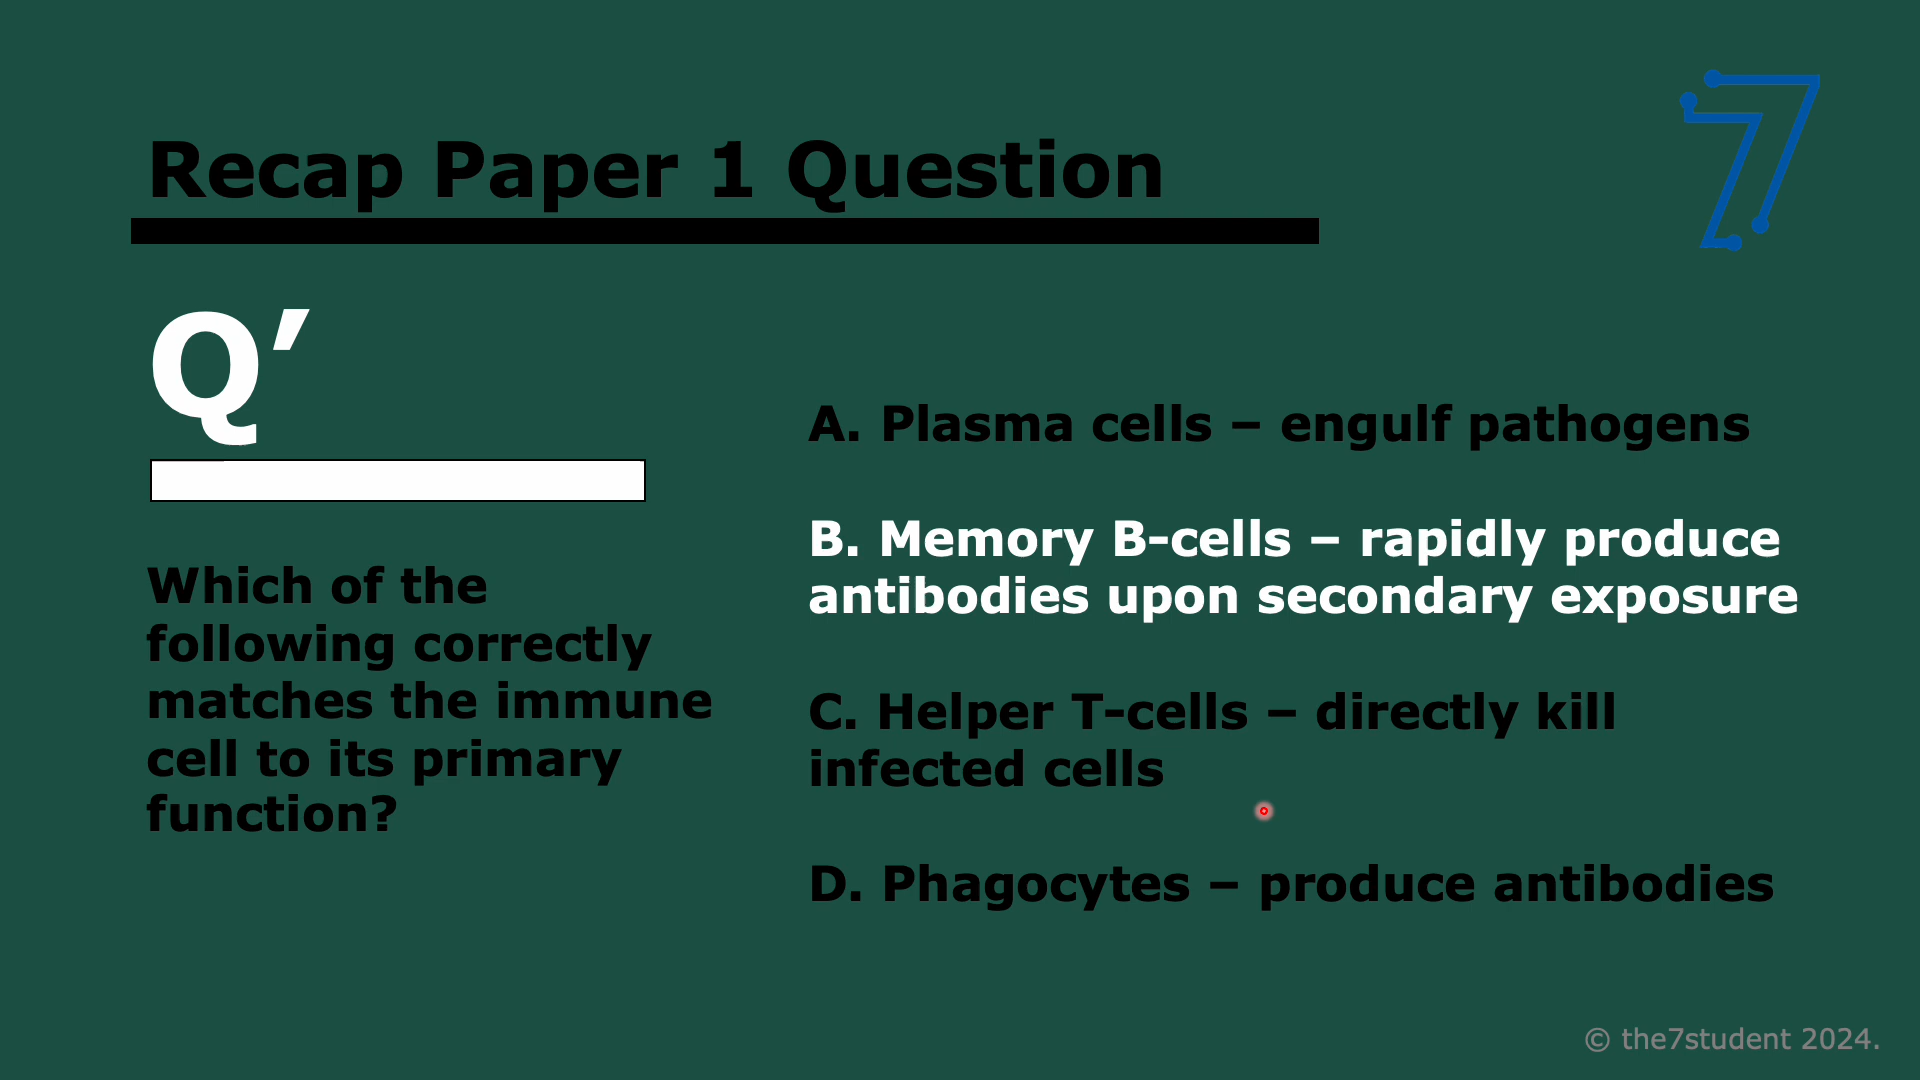 Recap Paper 1 Question
Q’
Which of the
following correctly
matches the immune
cell to its primary
function?
A. Plasma cells – engulf pathogens
B. Memory B-cells – rapidly produce
antibodies upon secondary exposure
C. Helper T-cells – directly kill
infected cells
D. Phagocytes – produce antibodies
© the7student 2024.